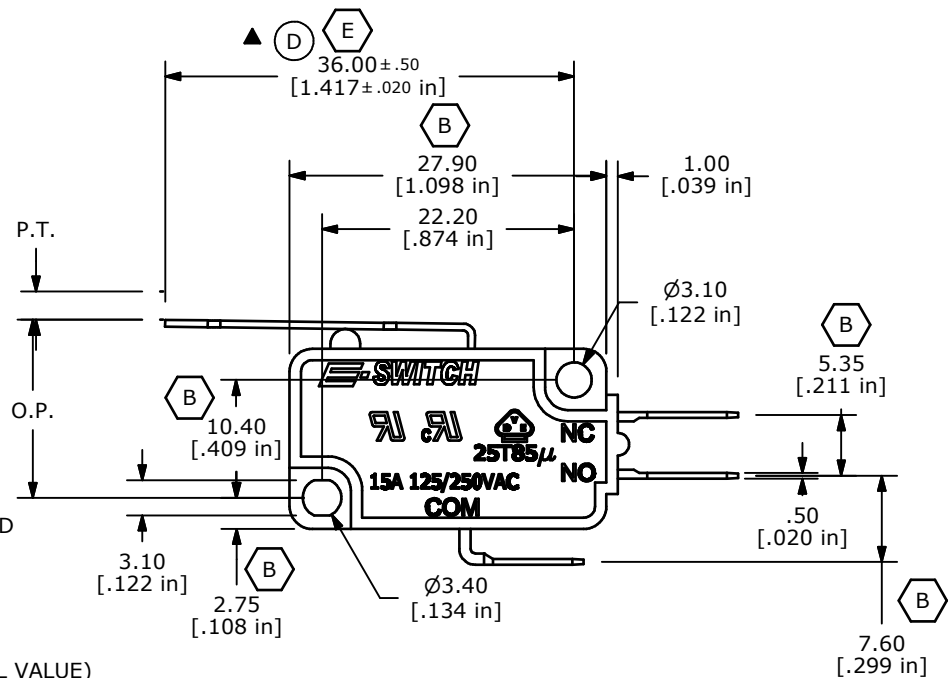 ▲ D E
36.00±.50
[1.417±.020 in]
B
27.90
[1.098 in]
1.00
[.039 in]
22.20
[.874 in]
P.T.
Ø3.10
[.122 in]
B
5.35
[.211 in]
E-SWITCH
B
O.P.
10.40
[.409 in]
VDE
NC
25T85µ
NO
15A 125/250VAC
COM
D
.50
[.020 in]
3.10
[.122 in]
B
2.75
[.108 in]
Ø3.40
[.134 in]
B
7.60
[.299 in]
L VALUE)